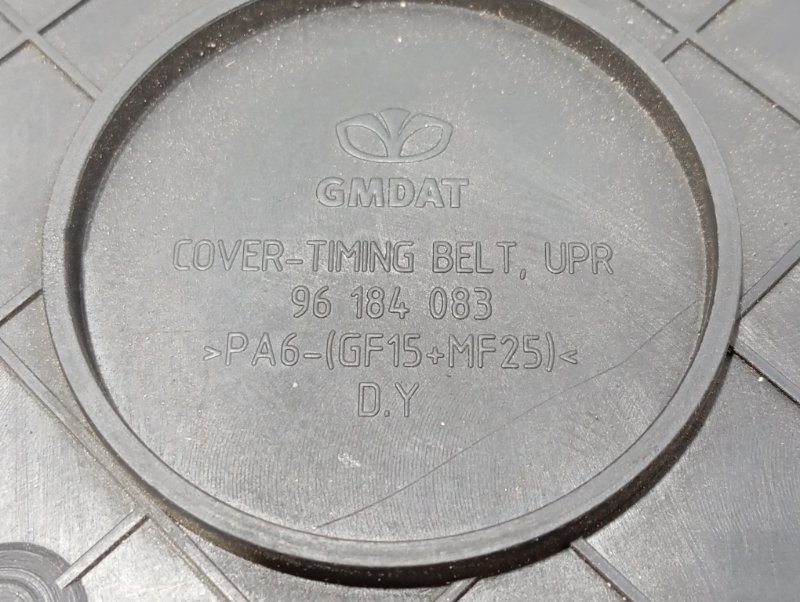 GMDAT
COVER-TIMING BELT, UPR
96 184 083
>PA6-(GF15+MF25)<
D.Y